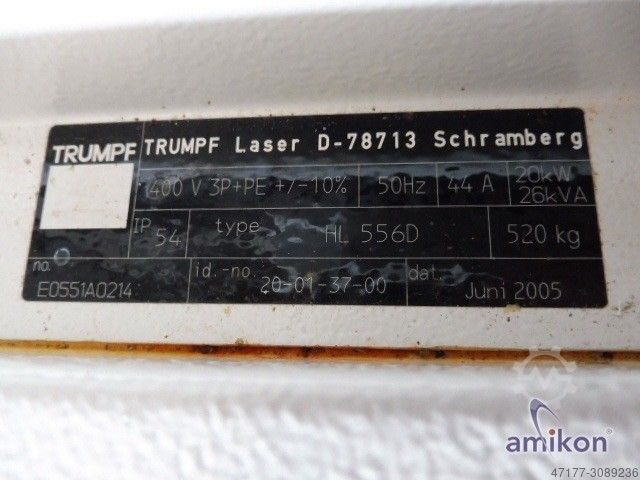 TRUMPF
TRUMPF Laser D-78713 Schramberg
400 V 3P+PE +/-10% 50Hz 44 A 20kW 26kVA
IP 54 type HL 556D 520 kg
no. id.-no. dat.
E0551A0214 20-01-37-00 Juni 2005
amikon
47177-3089236